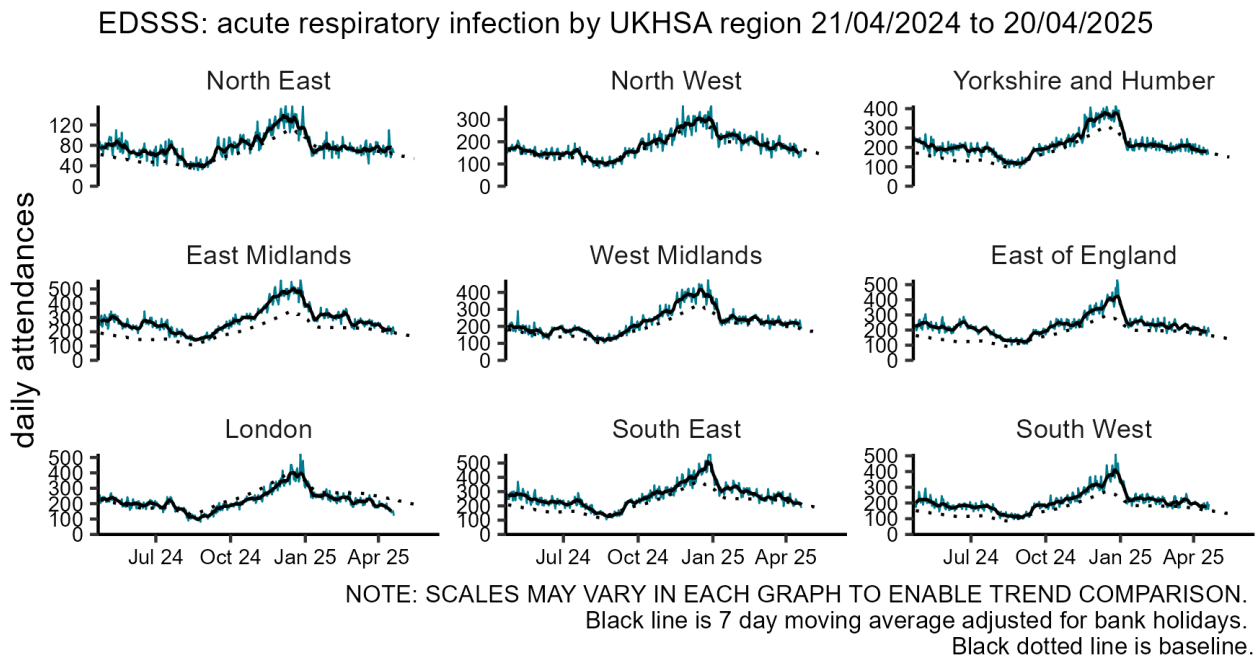 EDSSS: acute respiratory infection by UKHSA region 21/04/2024 to 20/04/2025
daily attendances
North East
120
80
40
0
North West
300
200
100
0
Yorkshire and Humber
400
300
200
100
0
East Midlands
500
400
300
200
100
0
West Midlands
400
300
200
100
0
East of England
500
400
300
200
100
0
London
500
400
300
200
100
0
Jul 24 Oct 24 Jan 25 Apr 25
South East
500
400
300
200
100
0
Jul 24 Oct 24 Jan 25 Apr 25
South West
500
400
300
200
100
0
Jul 24 Oct 24 Jan 25 Apr 25
NOTE: SCALES MAY VARY IN EACH GRAPH TO ENABLE TREND COMPARISON.
Black line is 7 day moving average adjusted for bank holidays.
Black dotted line is baseline.